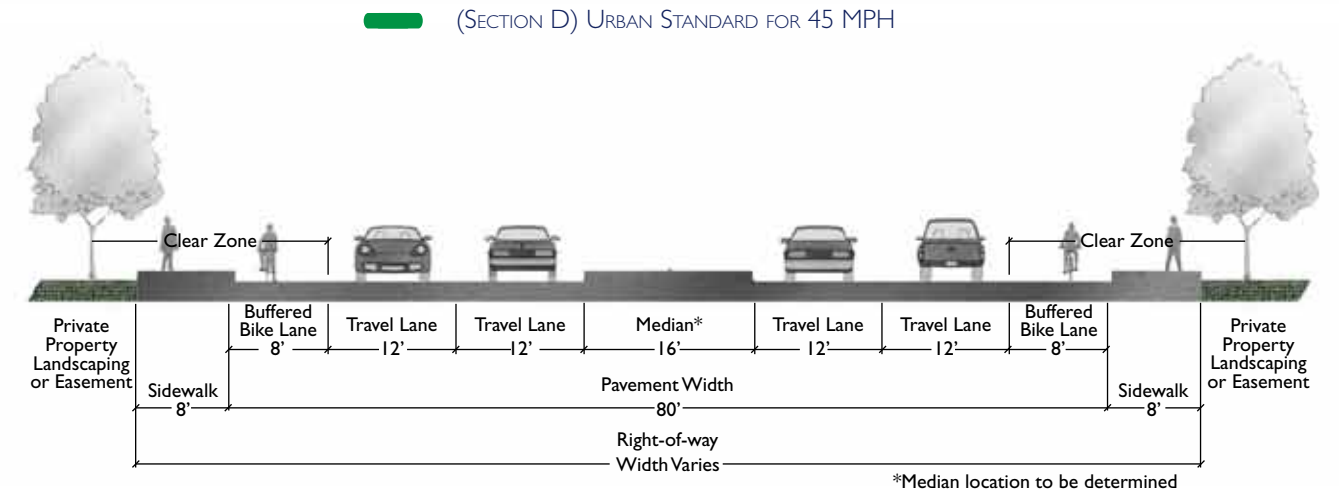 (Section D) Urban Standard for 45 MPH
Clear Zone
Clear Zone
Private
Property
Landscaping
or Easement
Buffered
Bike Lane
8'
Travel Lane
12'
Travel Lane
12'
Median*
16'
Travel Lane
12'
Travel Lane
12'
Buffered
Bike Lane
8'
Private
Property
Landscaping
or Easement
Sidewalk
8'
Pavement Width
80'
Sidewalk
8'
Right-of-way
Width Varies
*Median location to be determined